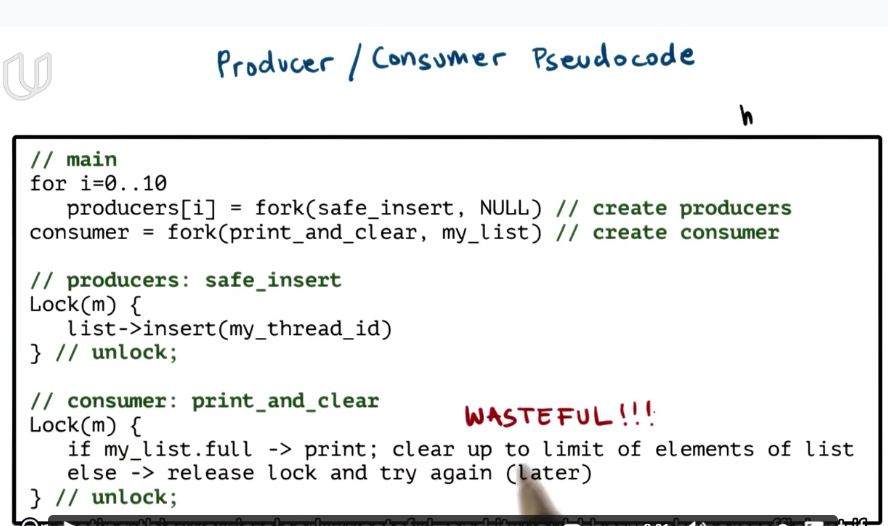 Producer / Consumer Pseudocode
h
// main
for i=0..10
producers[i] = fork(safe_insert, NULL) // create producers
consumer = fork(print_and_clear, my_list) // create consumer
// producers: safe_insert
Lock(m) {
list->insert(my_thread_id)
} // unlock;
// consumer: print_and_clear
WASTEFUL!!!
Lock(m) {
if my_list.full -> print; clear up to limit of elements of list
else -> release lock and try again (later)
} // unlock;